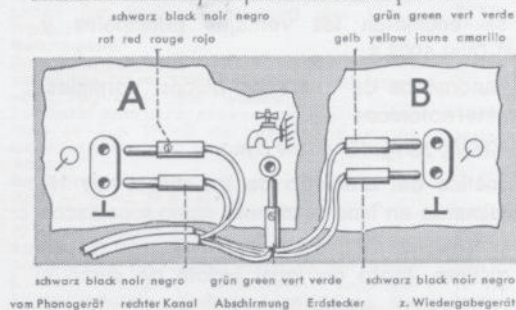 schwarz black noir negro grün green vert verde
rot red rouge rojo gelb yellow jaune amarillo
A B
schwarz black noir negro grün green vert verde schwarz black noir negro
vom Phonogerät rechter Kanal Abschirmung Erdstecker z. Wiedergabegerät